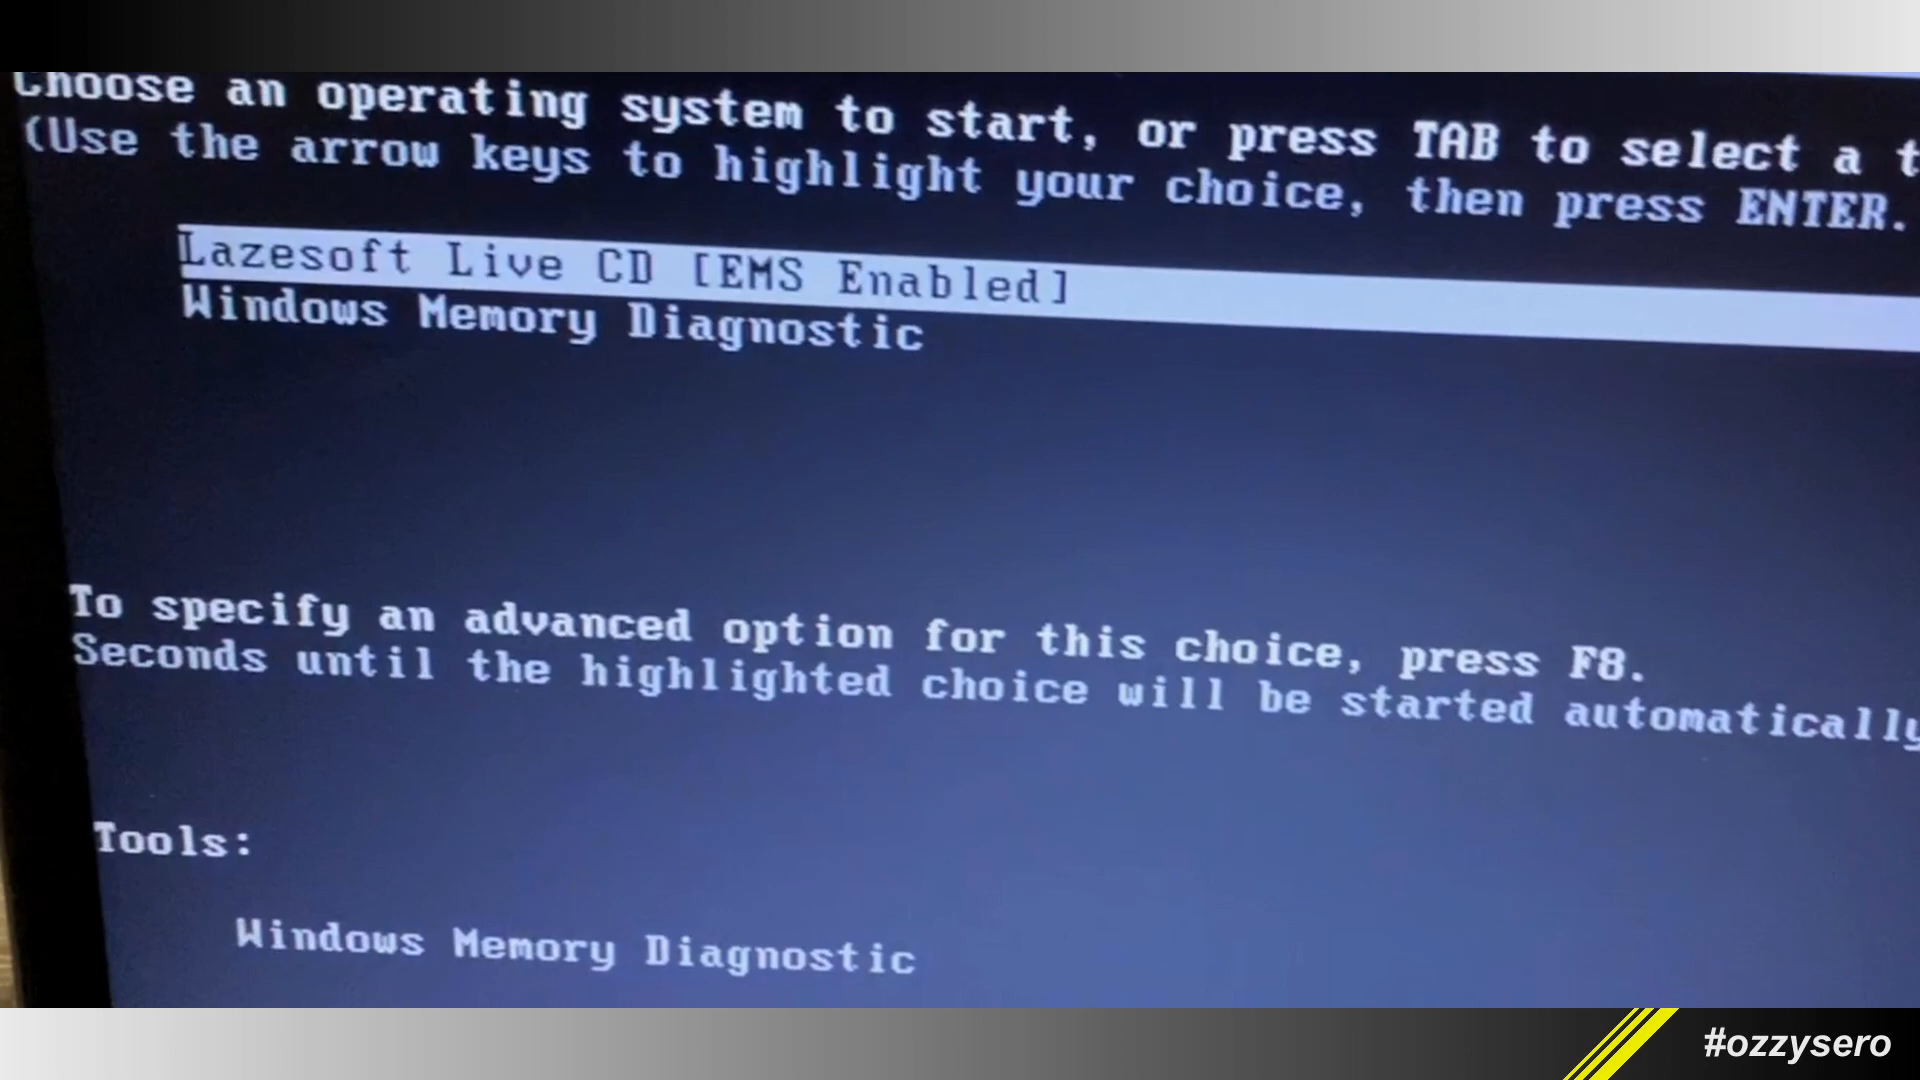 Choose an operating system to start, or press TAB to select a t
(Use the arrow keys to highlight your choice, then press ENTER.
Lazesoft Live CD [EMS Enabled]
Windows Memory Diagnostic
To specify an advanced option for this choice, press F8.
Seconds until the highlighted choice will be started automatically
Tools:
Windows Memory Diagnostic
#ozzysero